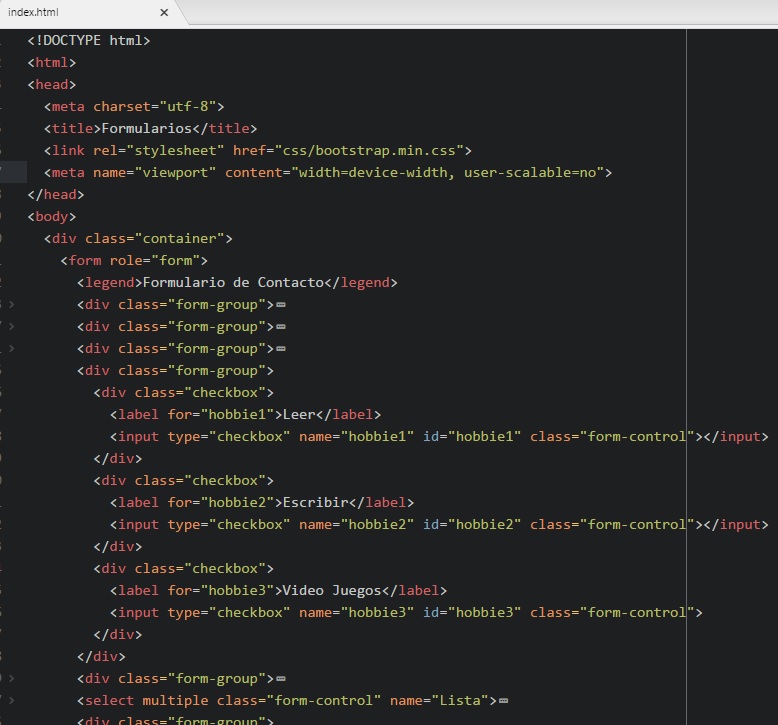 index.html
<!DOCTYPE html>
<html>
<head>
<meta charset="utf-8">
<title>Formularios</title>
<link rel="stylesheet" href="css/bootstrap.min.css">
<meta name="viewport" content="width=device-width, user-scalable=no">
</head>
<body>
<div class="container">
<form role="form">
<legend>Formulario de Contacto</legend>
<div class="form-group">
<div class="form-group">
<div class="form-group">
<div class="form-group">
<div class="checkbox">
<label for="hobbie1">Leer</label>
<input type="checkbox" name="hobbie1" id="hobbie1" class="form-control"></input>
</div>
<div class="checkbox">
<label for="hobbie2">Escribir</label>
<input type="checkbox" name="hobbie2" id="hobbie2" class="form-control"></input>
</div>
<div class="checkbox">
<label for="hobbie3">Video Juegos</label>
<input type="checkbox" name="hobbie3" id="hobbie3" class="form-control">
</div>
</div>
<div class="form-group">
<select multiple class="form-control" name="Lista">
<div class="form-group">